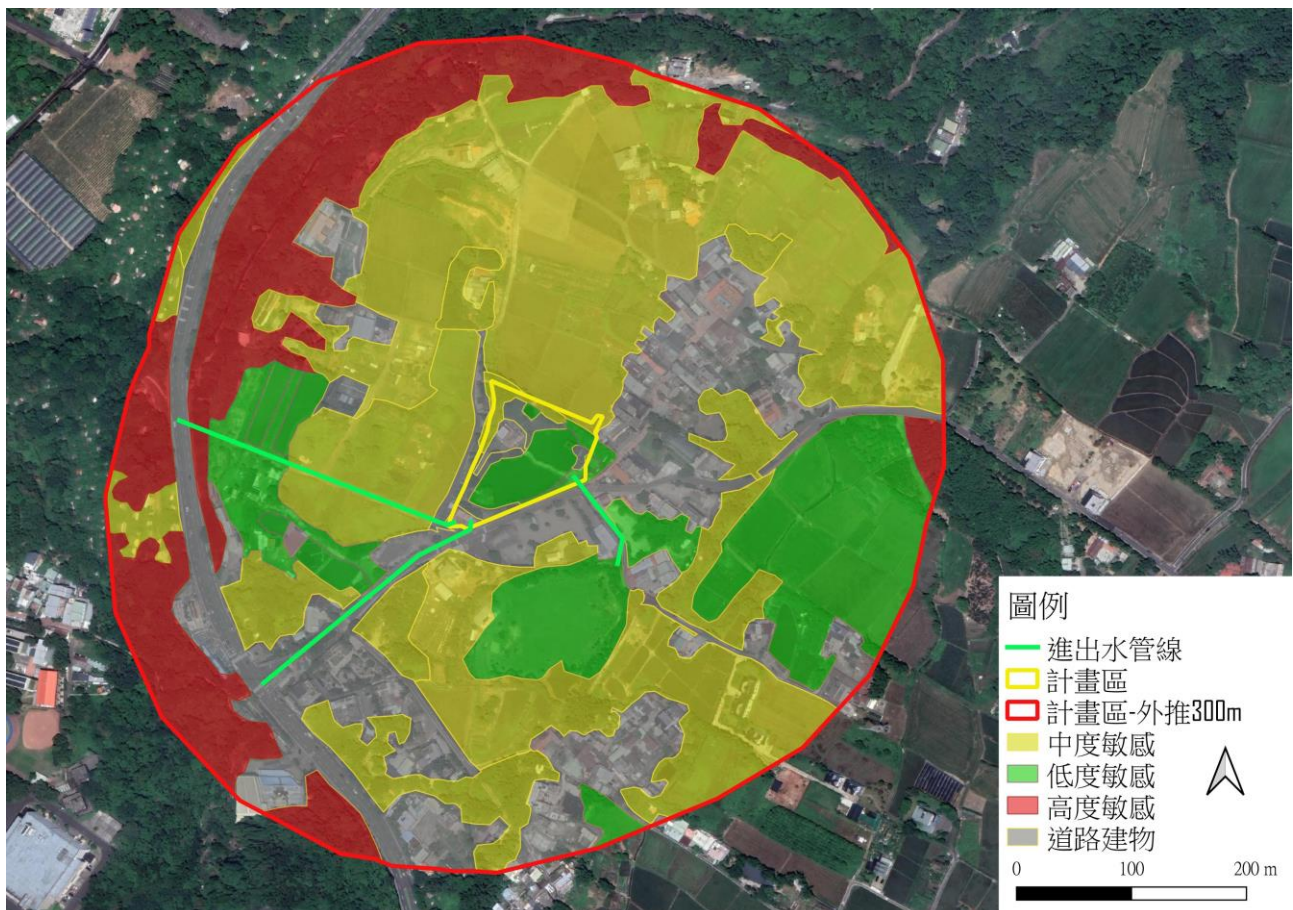 圖例
進出水管線
計畫區
計畫區-外推300m
中度敏感
低度敏感
高度敏感
道路建物
0 100 200 m